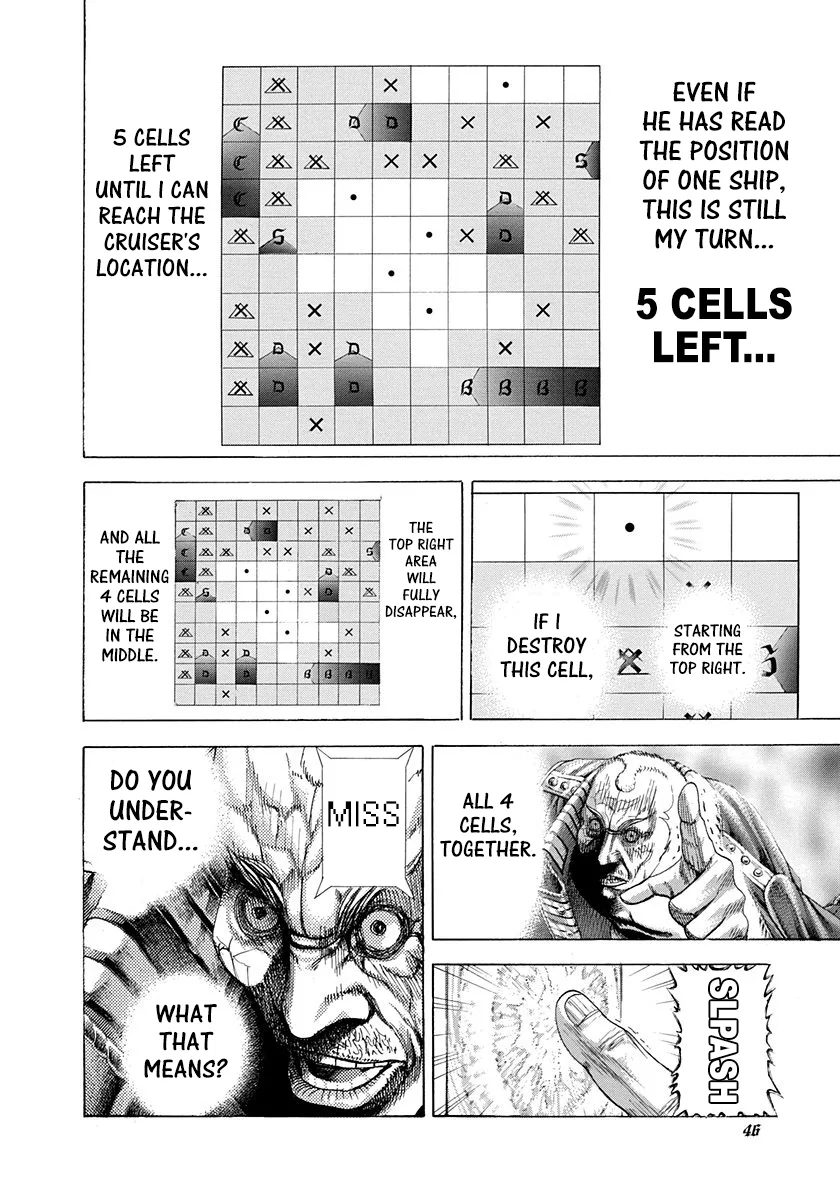 EVEN IF
HE HAS READ
THE POSITION
OF ONE SHIP,
THIS IS STILL
MY TURN...
5 CELLS
LEFT...
5 CELLS
LEFT
UNTIL I CAN
REACH THE
CRUISER'S
LOCATION...
C D D
C S
C D
S D
D D
D D B B B B
STARTING
FROM THE
TOP RIGHT.
IF I
DESTROY
THIS CELL,
THE
TOP RIGHT
AREA
WILL
FULLY
DISAPPEAR,
AND ALL
THE
REMAINING
4 CELLS
WILL BE
IN THE
MIDDLE.
C D D
C S
C D
S D
D D
D D B B B B
ALL 4
CELLS,
TOGETHER.
SLPASH
MISS
DO YOU
UNDER-
STAND...
WHAT
THAT
MEANS?
46